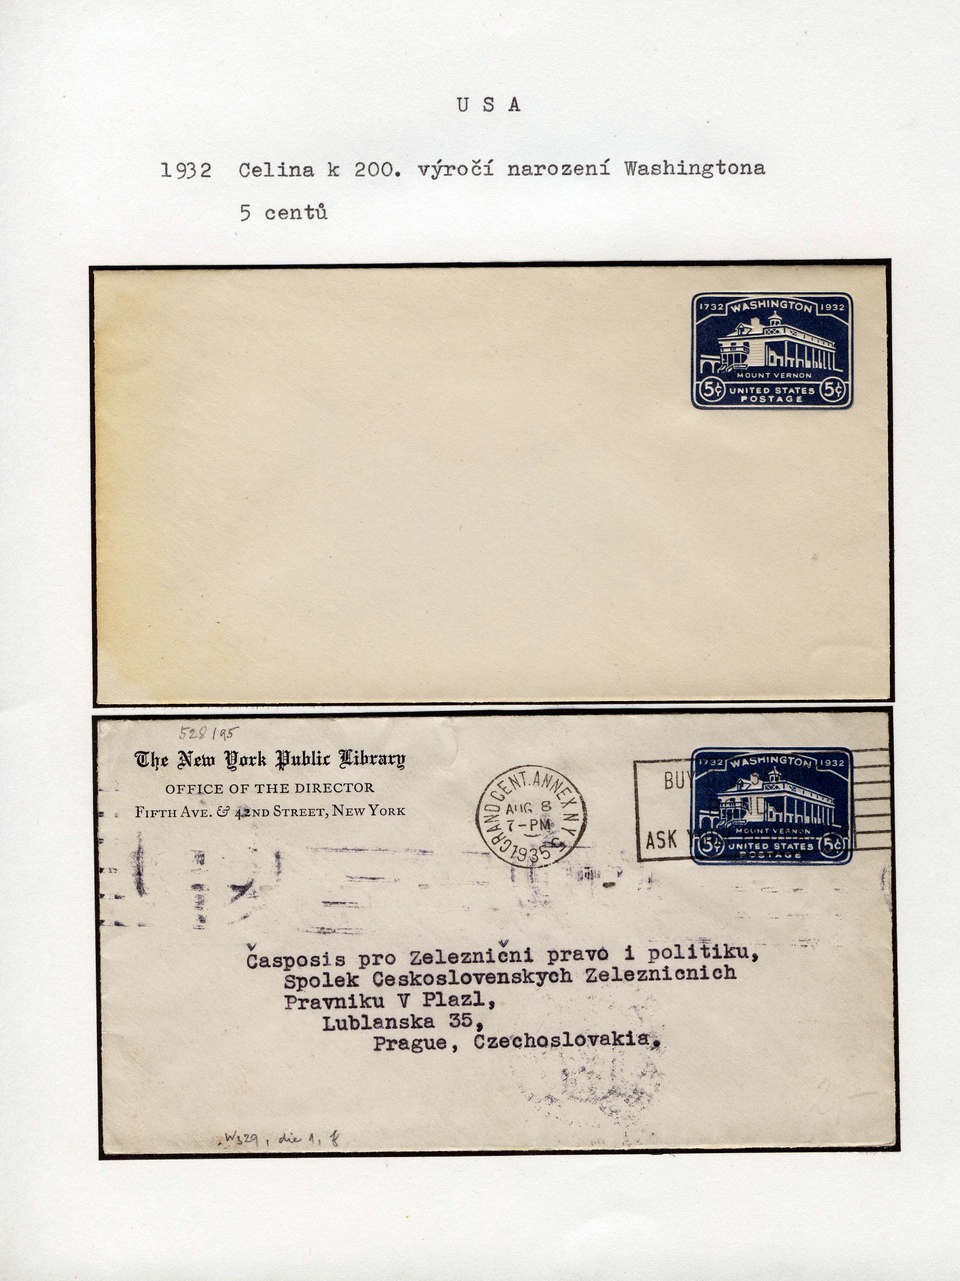 USA
1932 Celina k 200. výročí narození Washingtona
5 centů
1732 WASHINGTON 1932
MOUNT VERNON
5¢ UNITED STATES 5¢
POSTAGE
528/95
The New York Public Library
OFFICE OF THE DIRECTOR
FIFTH AVE. & 42ND STREET, NEW YORK
GRAND CENT. ANNEX N.Y.
AUG 8
7-PM
1935
BUY
ASK
1732 WASHINGTON 1932
MOUNT VERNON
5¢ UNITED STATES 5¢
POSTAGE
Časposis pro Zelezniční pravo i politiku,
Spolek Ceskoslovenskych Zeleznicnich
Pravniku V Plazl,
Lublanska 35,
Prague, Czechoslovakia.
W329, die 1, 8